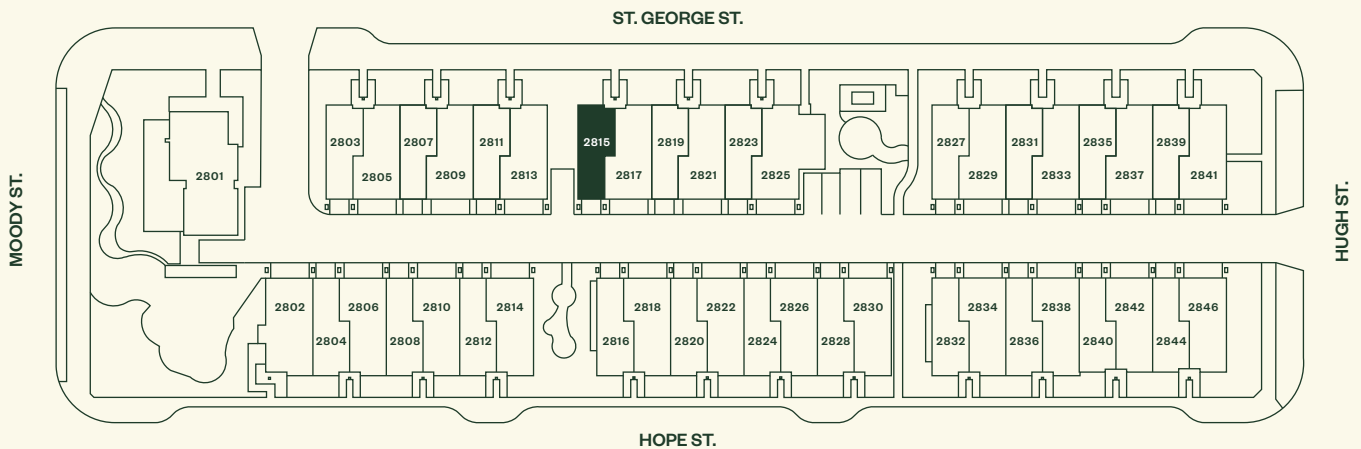 ST. GEORGE ST.
MOODY ST.
HUGH ST.
2803 2807 2811 2815 2819 2823 2827 2831 2835 2839
2801 2805 2809 2813 2817 2821 2825 2829 2833 2837 2841
2802 2806 2810 2814 2818 2822 2826 2830 2834 2838 2842 2846
2804 2808 2812 2816 2820 2824 2828 2832 2836 2840 2844
HOPE ST.